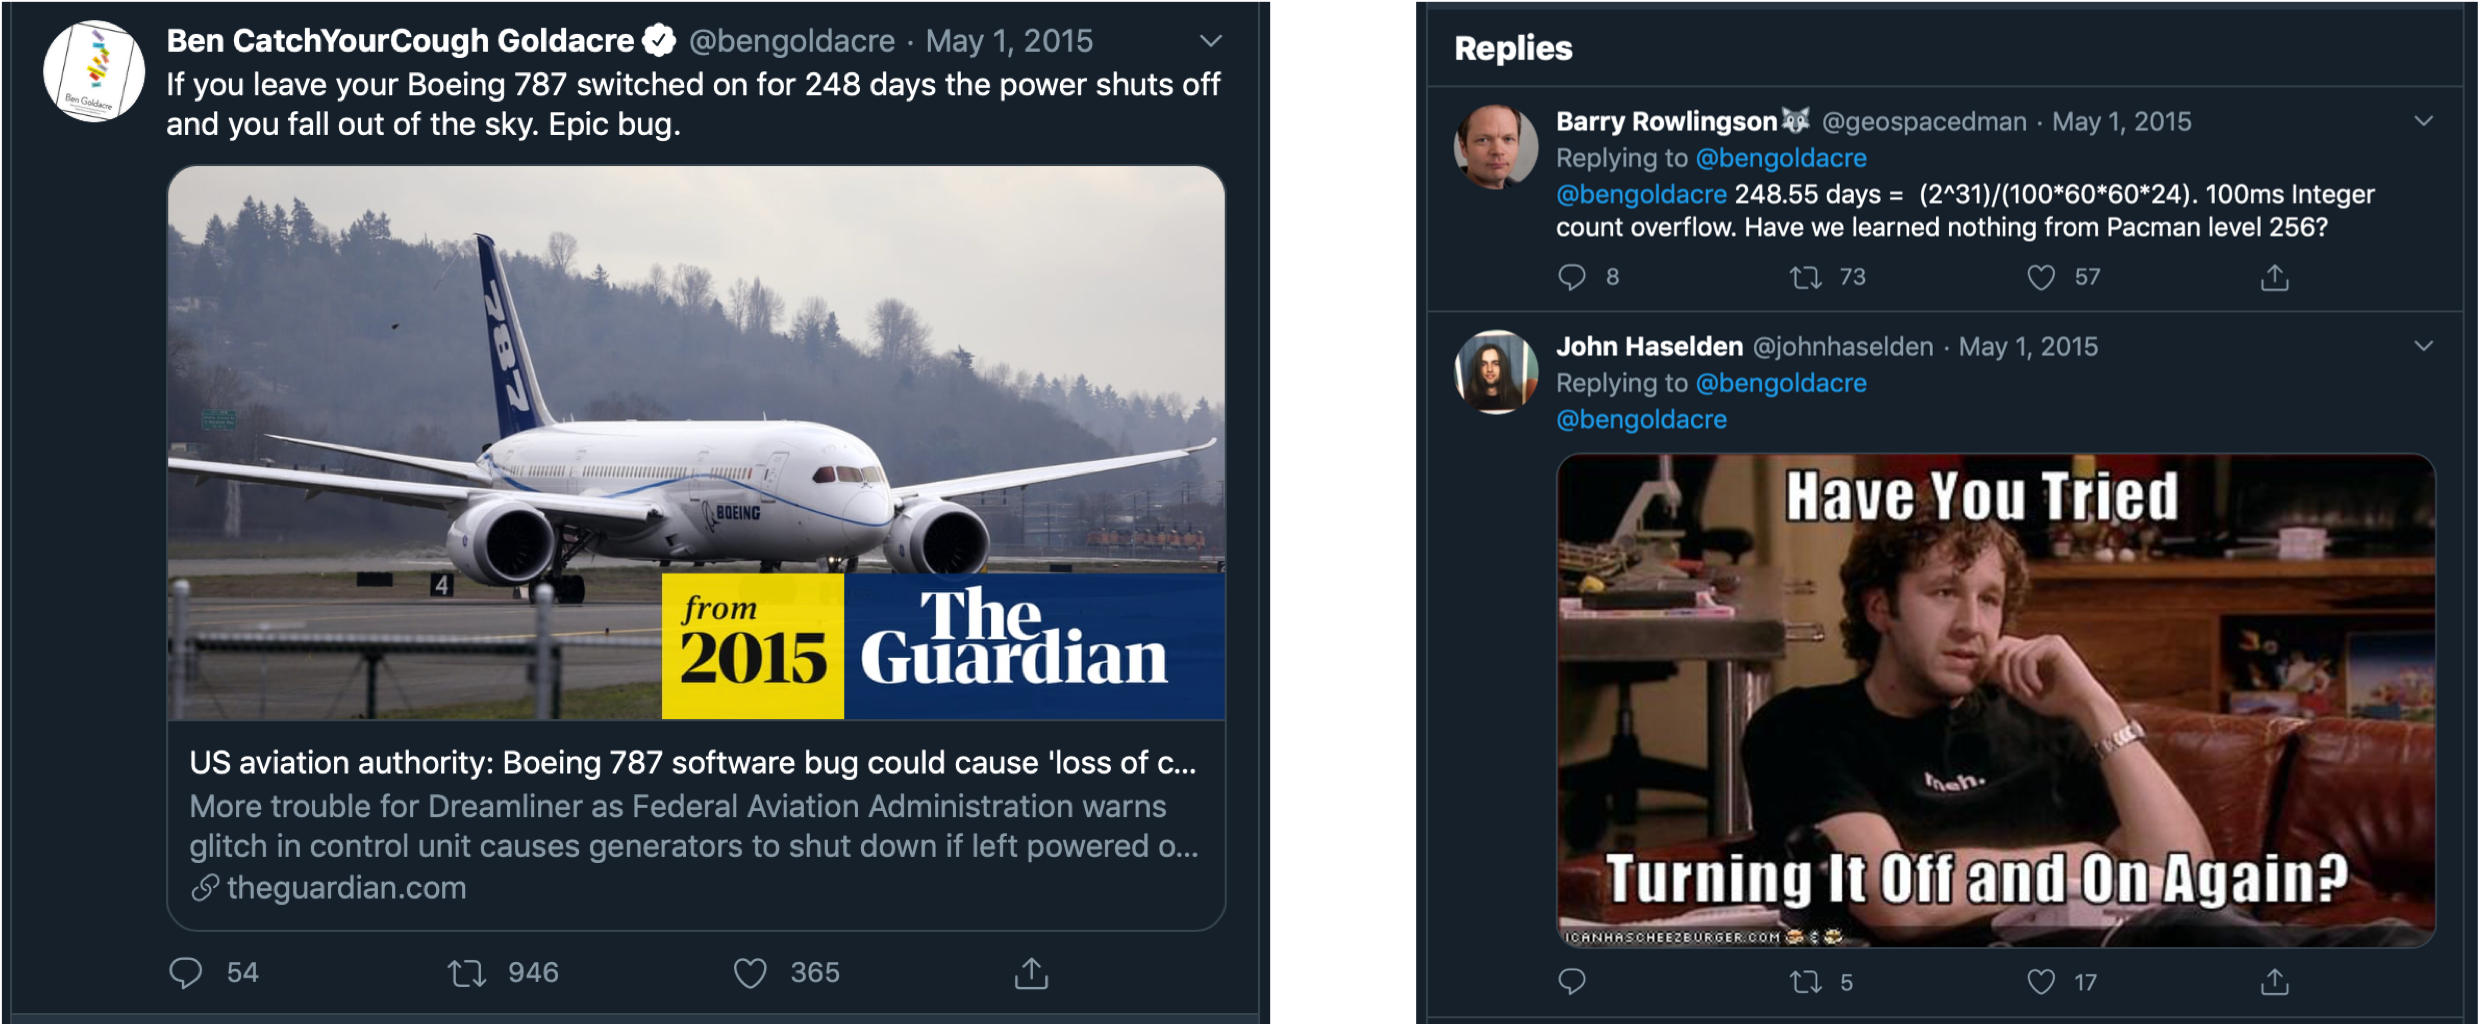 Ben CatchYourCough Goldacre @bengoldacre · May 1, 2015
If you leave your Boeing 787 switched on for 248 days the power shuts off
and you fall out of the sky. Epic bug.
Ben Goldacre
787
BOEING
4
from
2015
The
Guardian
US aviation authority: Boeing 787 software bug could cause 'loss of c...
More trouble for Dreamliner as Federal Aviation Administration warns
glitch in control unit causes generators to shut down if left powered o...
theguardian.com
54 946 365
Replies
Barry Rowlingson @geospacedman · May 1, 2015
Replying to @bengoldacre
@bengoldacre 248.55 days = (2^31)/(100*60*60*24). 100ms Integer
count overflow. Have we learned nothing from Pacman level 256?
8 73 57
John Haselden @johnhaselden · May 1, 2015
Replying to @bengoldacre
@bengoldacre
Have You Tried
meh.
Turning It Off and On Again?
ICANHASCHEEZBURGER.COM
5 17